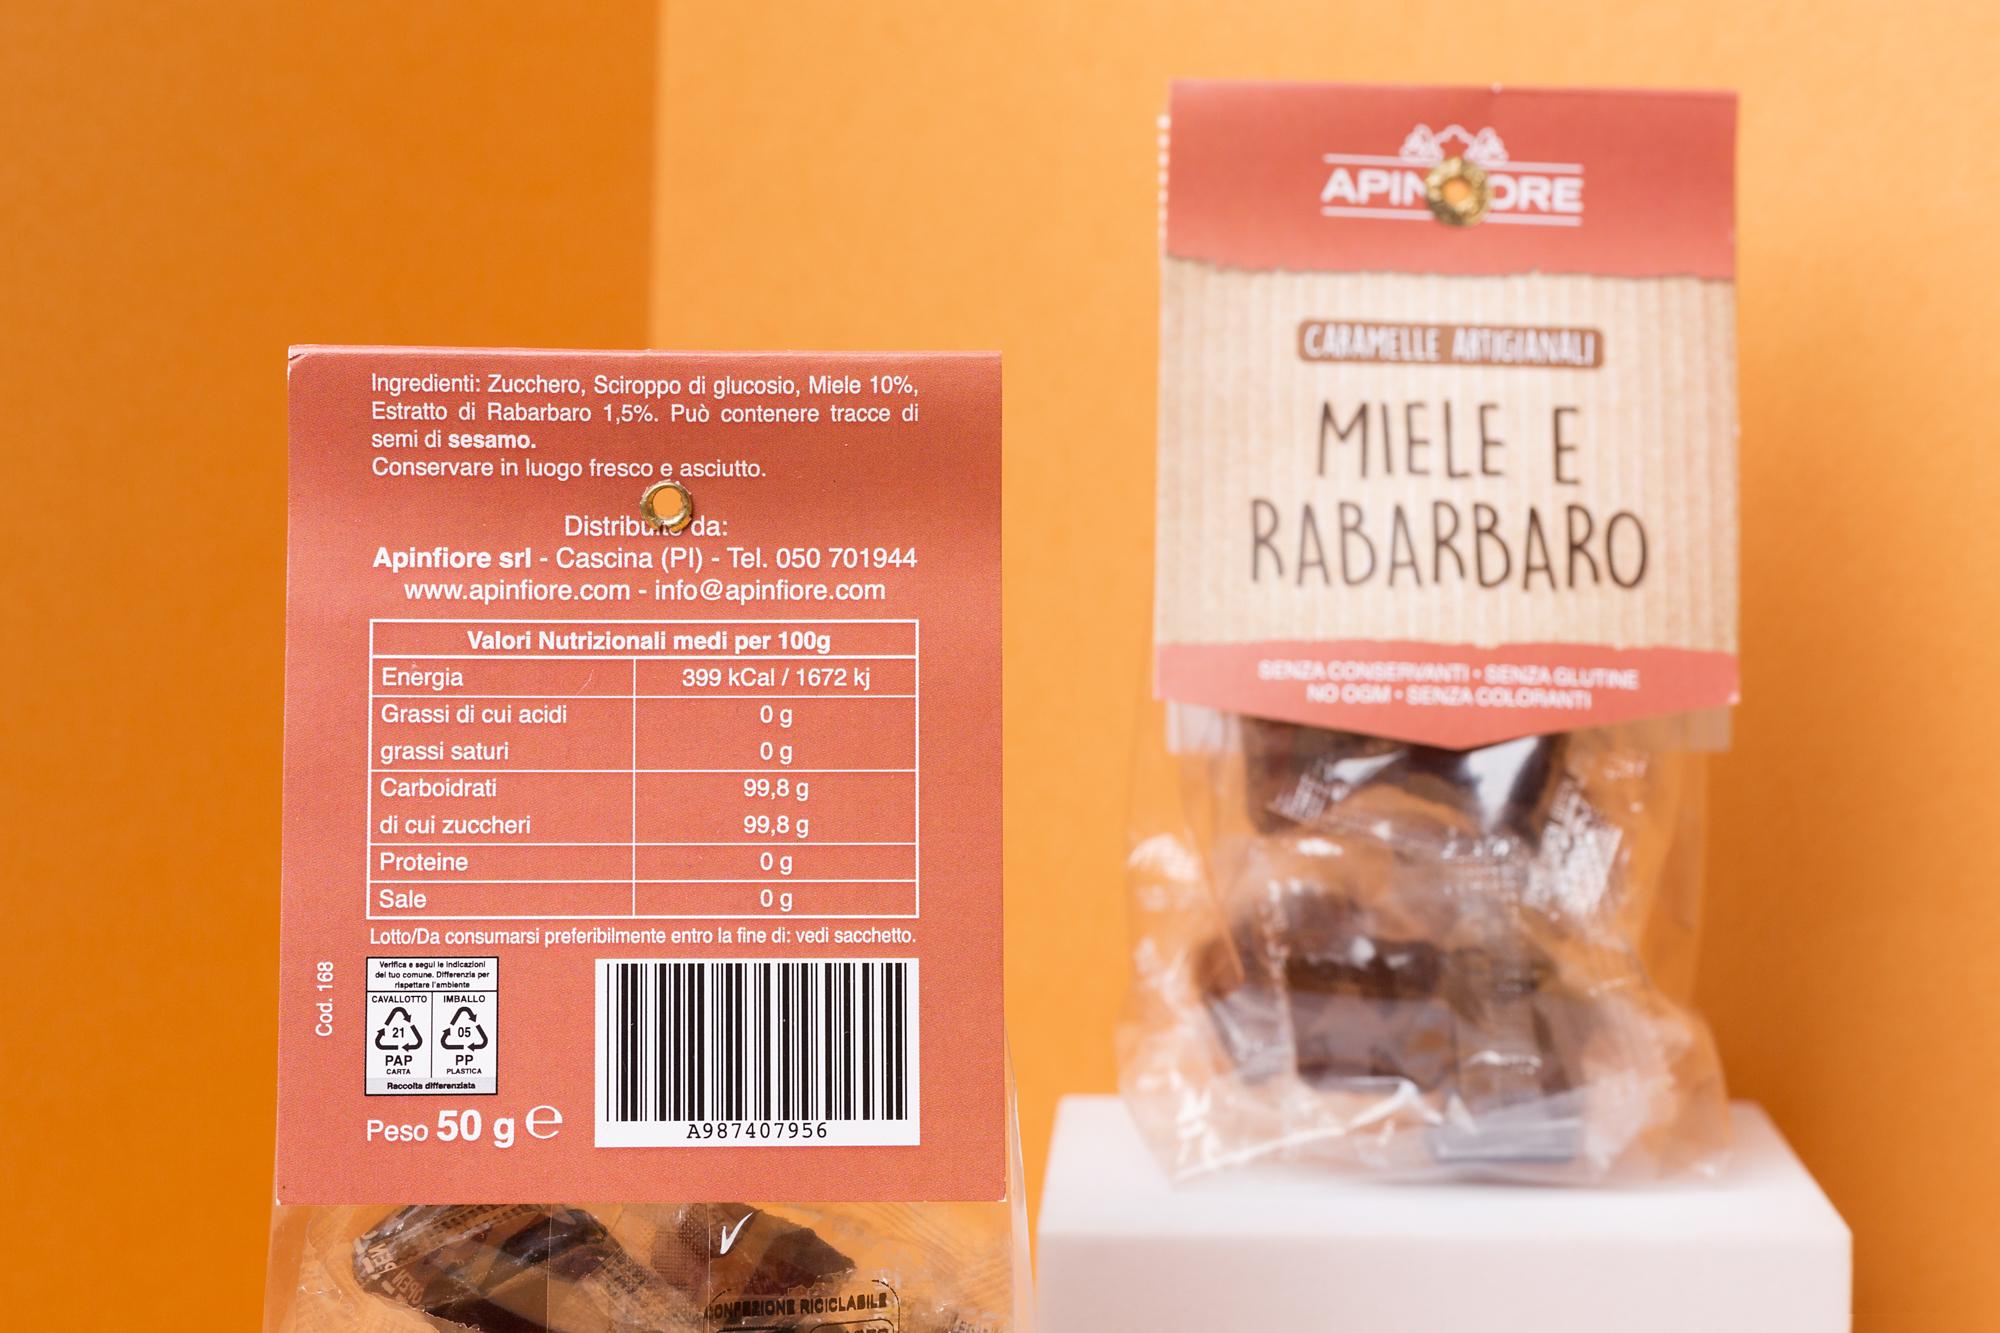 Ingredienti: Zucchero, Sciroppo di glucosio, Miele 10%,
Estratto di Rabarbaro 1,5%. Può contenere tracce di
semi di sesamo.
Conservare in luogo fresco e asciutto.
da:
Apinfiore srl - Cascina (PI) - Tel. 050 701944
www.apinfiore.com - info@apinfiore.com
Valori Nutrizionali medi per 100g
Energia 399 kCal / 1672 kj
Grassi di cui acidi 0 g
grassi saturi 0 g
Carboidrati 99,8 g
di cui zuccheri 99,8 g
Proteine 0 g
Sale 0 g
Lotto/Da consumarsi preferibilmente entro la fine di: vedi sacchetto.
Cod. 168
Verifica e segui le indicazioni
del tuo comune. Differenzia per
rispettare l'ambiente
CAVALLOTTO IMBALLO
21 05
PAP PP
CARTA PLASTICA
Raccolta differenziata
Peso 50 g e
A987407956
CONFEZIONE RICICLABILE
APINFIORE
CARAMELLE ARTIGIANALI
MIELE E
RABARBARO
SENZA CONSERVANTI • SENZA GLUTINE
NO OGM • SENZA COLORANTI